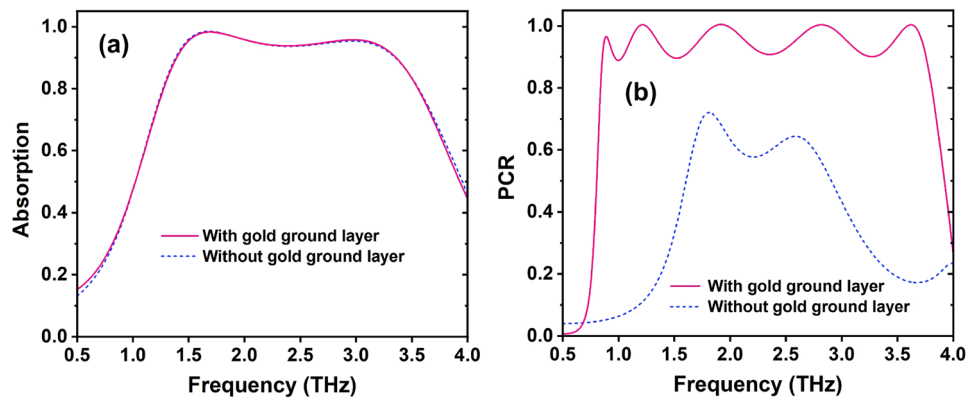 (a)
Absorption
1.0
0.8
0.6
0.4
0.2
0.0
With gold ground layer
Without gold ground layer
0.5 1.0 1.5 2.0 2.5 3.0 3.5 4.0
Frequency (THz)
(b)
PCR
1.0
0.8
0.6
0.4
0.2
0.0
With gold ground layer
Without gold ground layer
0.5 1.0 1.5 2.0 2.5 3.0 3.5 4.0
Frequency (THz)